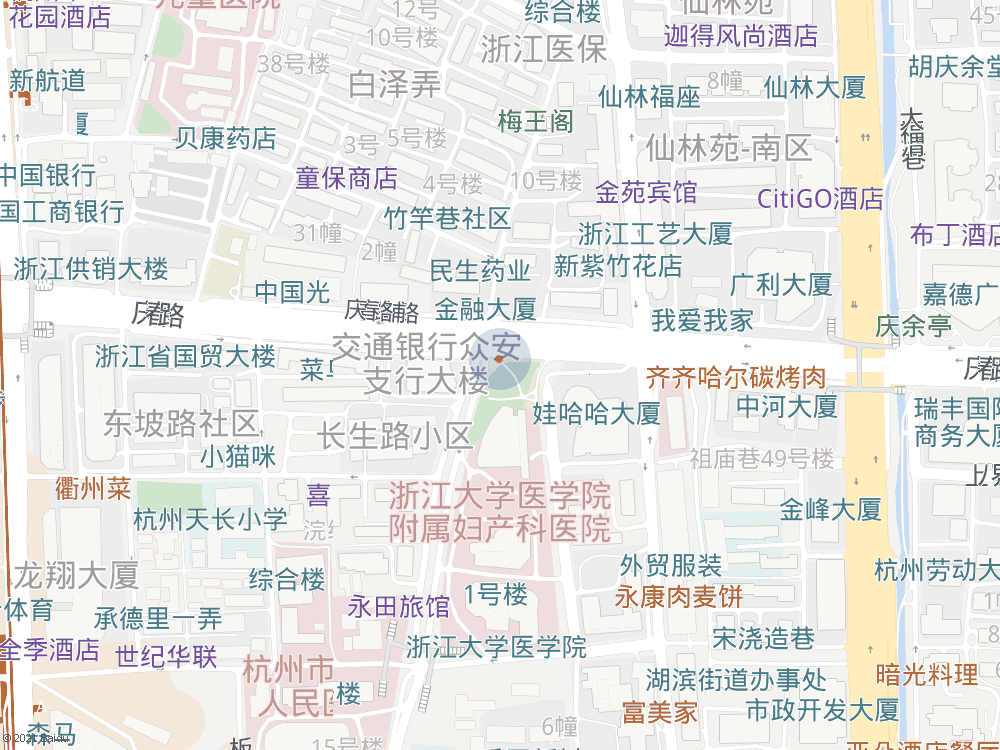 花园酒店
儿童医院
12号楼
10号楼
综合楼
浙江医保
仙林苑
迦得风尚酒店
38号楼
白泽弄
新航道
8幢
仙林福座
仙林大厦
胡庆余堂
厦
贝康药店
3号
5号楼
梅王阁
仙林苑-南区
大福巷
中国银行
童保商店
4号楼
10号楼
金苑宾馆
CitiGO酒店
国工商银行
31幢
竹竿巷社区
2幢
浙江工艺大厦
布丁酒店
浙江供销大楼
民生药业
新紫竹花店
广利大厦
中国光
金融大厦
嘉德广
庆春路
庆春路辅路
我爱我家
庆余亭
浙江省国贸大楼
菜
交通银行众安
支行大楼
庆春路
齐齐哈尔碳烤肉
东坡路社区
长生路小区
娃哈哈大厦
中河大厦
瑞丰国际
商务大厦
小猫咪
祖庙巷49号楼
衢州菜
喜
浙江大学医学院
附属妇产科医院
金峰大厦
杭州天长小学
浣
龙翔大厦
综合楼
外贸服装
杭州劳动大
体育
承德里一弄
永田旅馆
1号楼
永康肉麦饼
宋浇造巷
全季酒店
世纪华联
浙江大学医学院
杭州市
人民医
楼
湖滨街道办事处
暗光料理
富美家
市政开发大厦
森马
15号楼
6幢